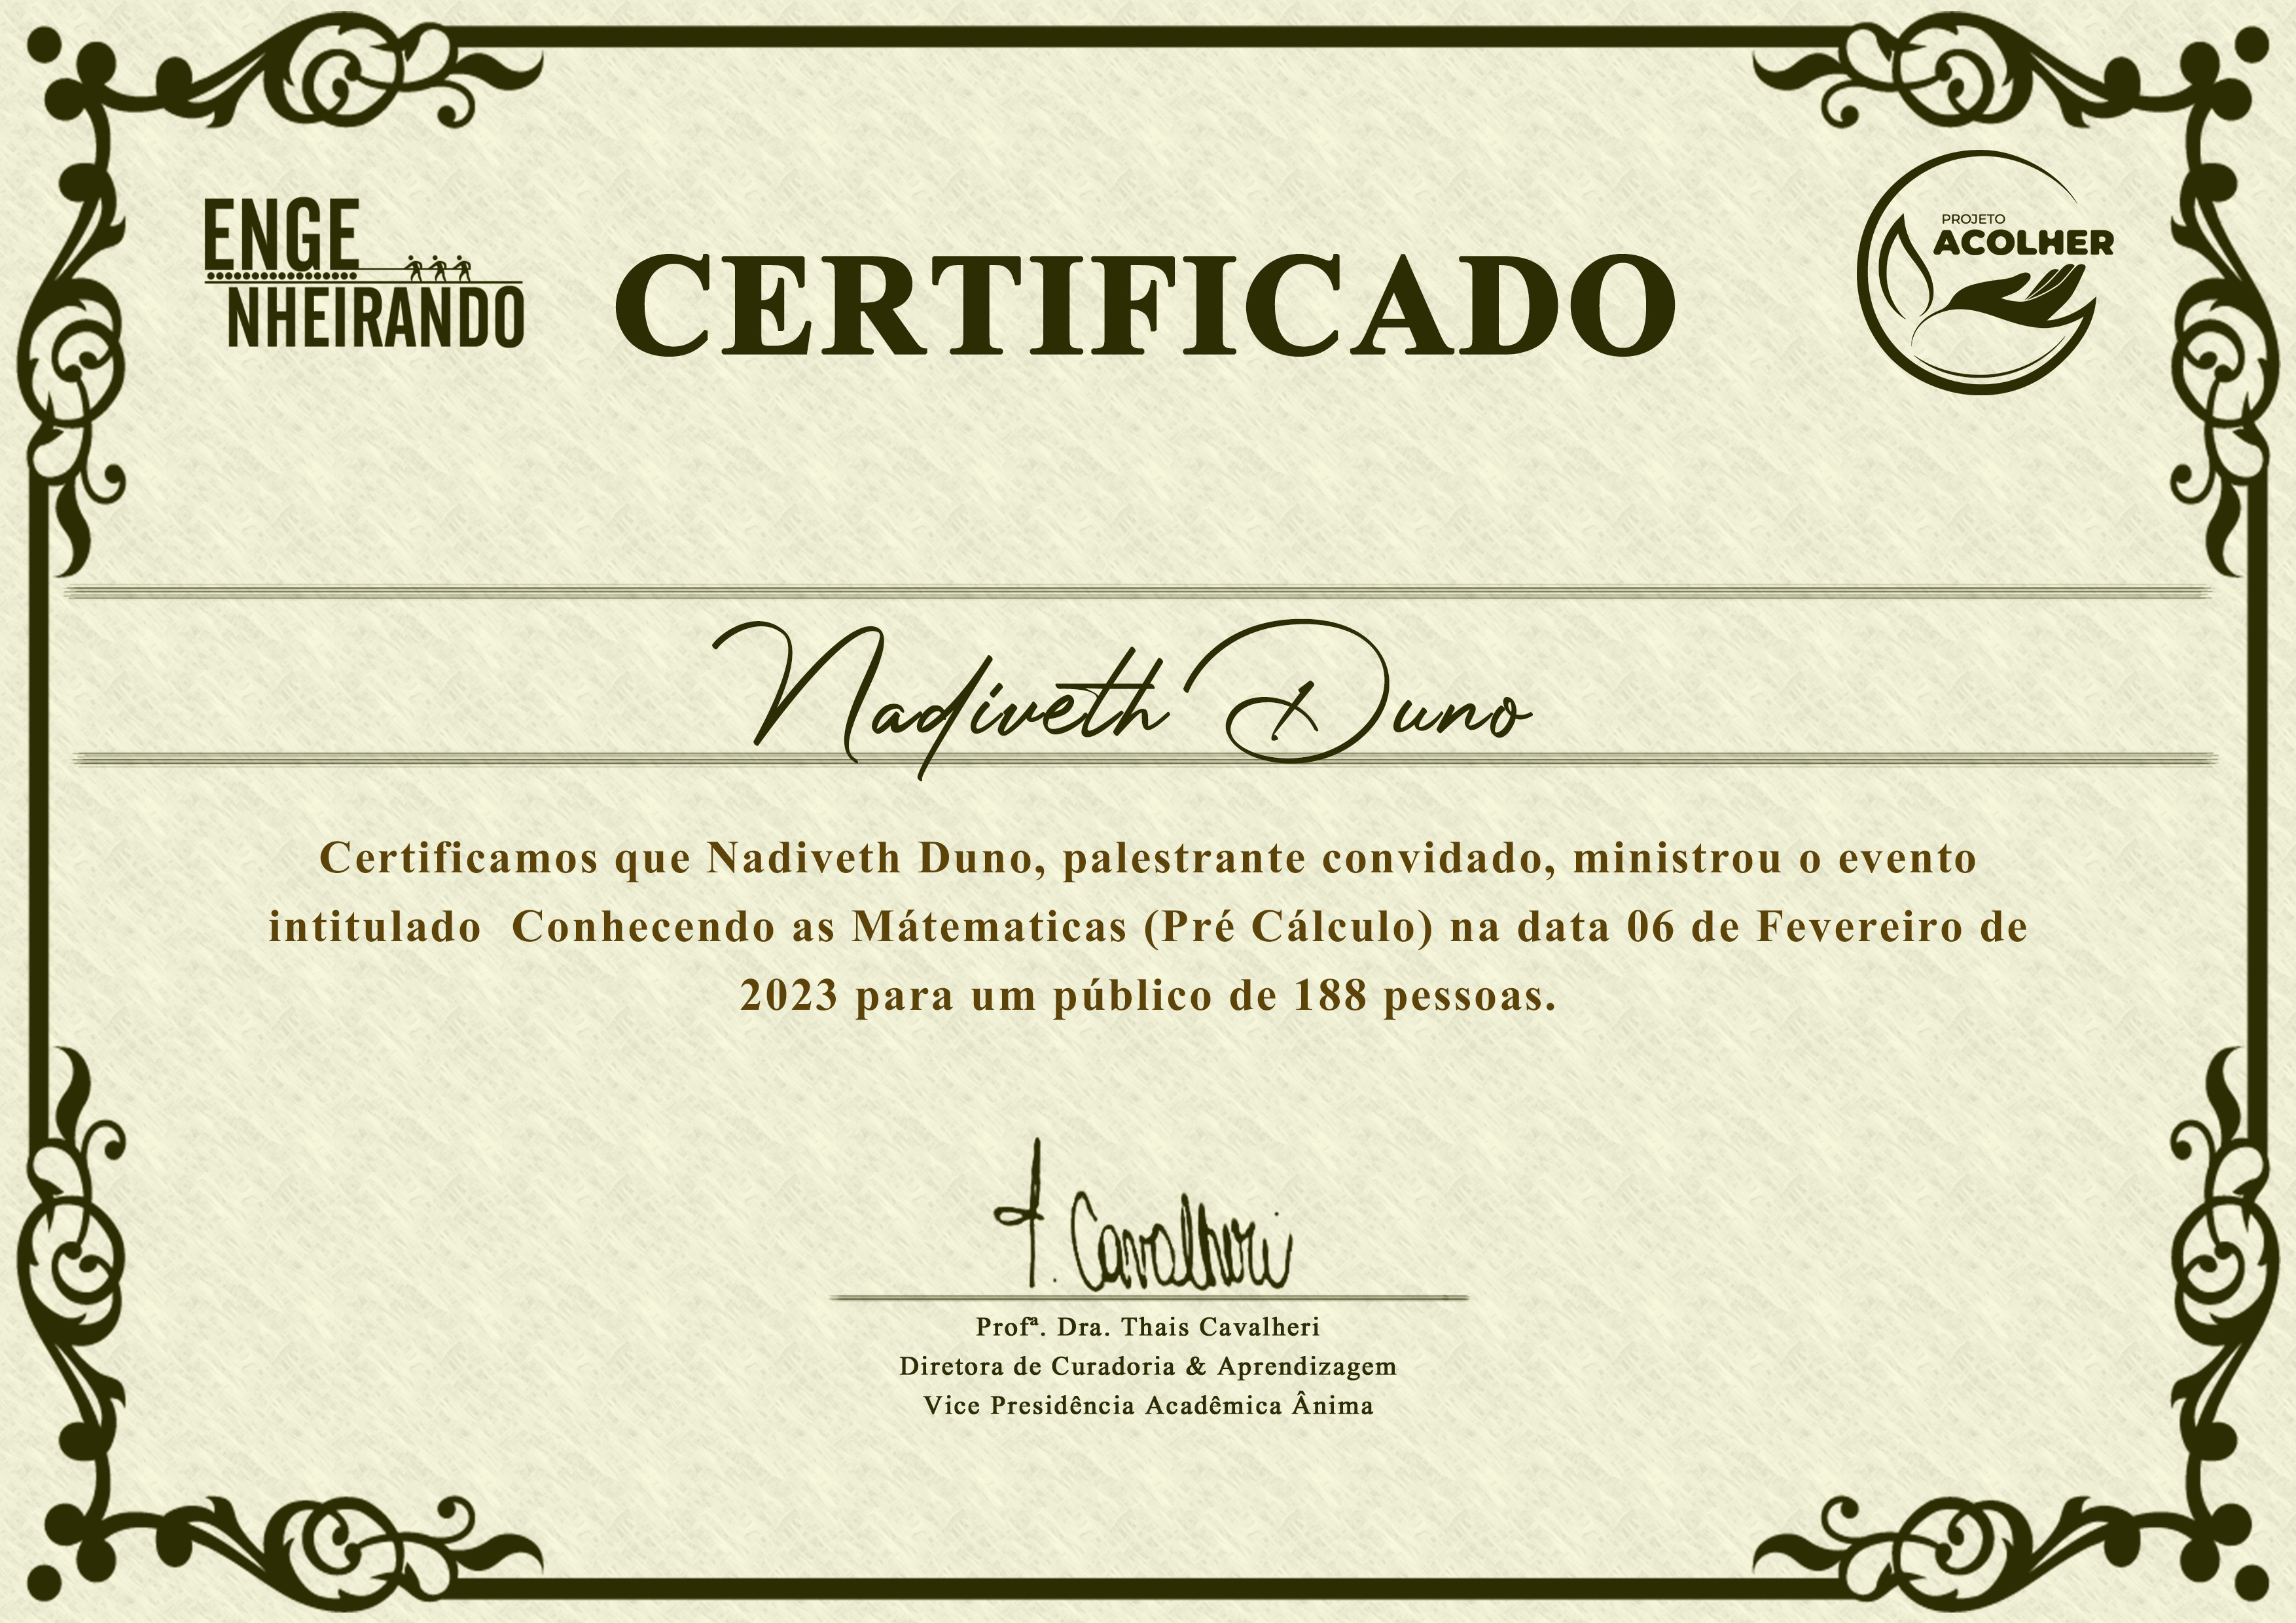 ENGE
NHEIRANDO
CERTIFICADO
PROJETO
ACOLHER
Nadiveth Duno
Certificamos que Nadiveth Duno, palestrante convidado, ministrou o evento
intitulado  Conhecendo as Mátematicas (Pré Cálculo) na data 06 de Fevereiro de
2023 para um público de 188 pessoas.
T. Cavalheri
Profª. Dra. Thais Cavalheri
Diretora de Curadoria & Aprendizagem
Vice Presidência Acadêmica Ânima